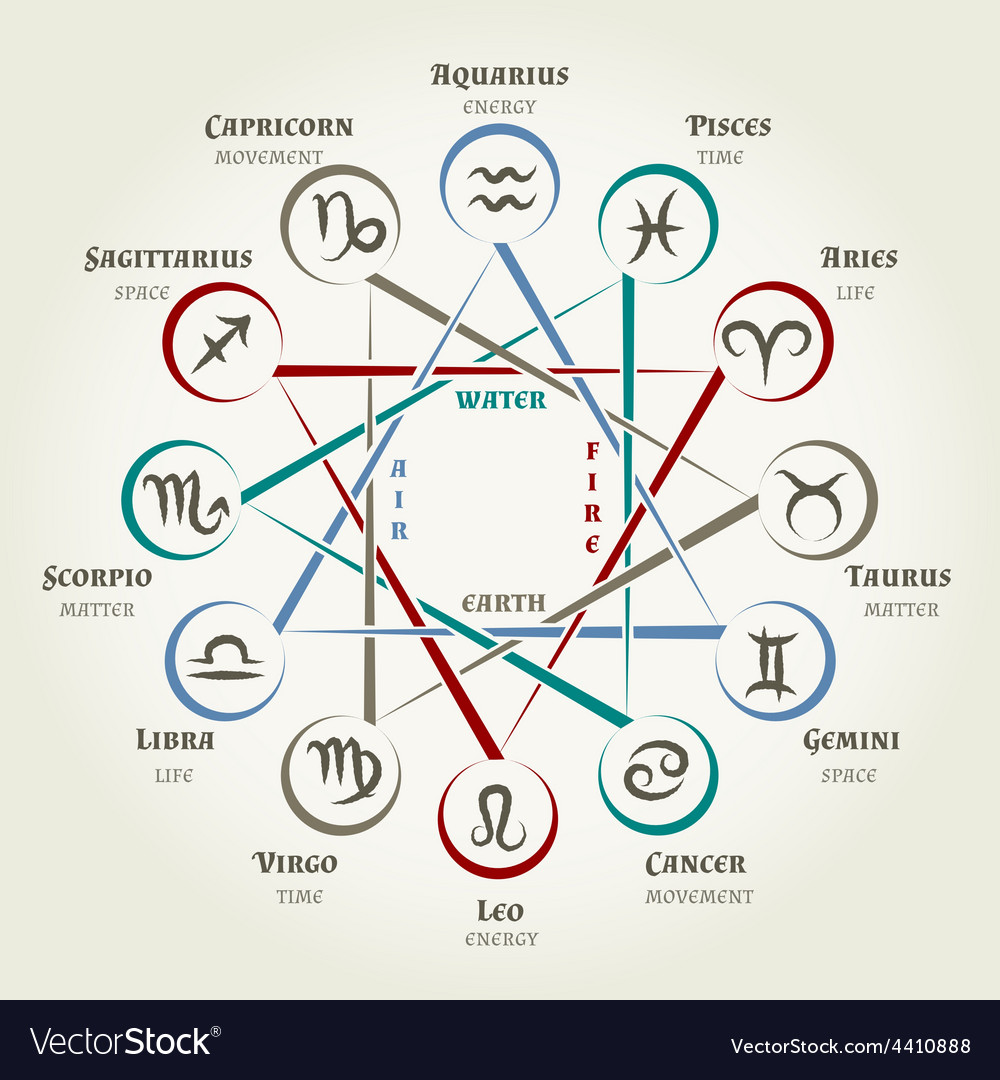 Aquarius
ENERGY
Capricorn
MOVEMENT
Pisces
TIME
Sagittarius
SPACE
Aries
LIFE
WATER
AIR
FIRE
Scorpio
MATTER
Taurus
MATTER
EARTH
Libra
LIFE
Gemini
SPACE
Virgo
TIME
Cancer
MOVEMENT
Leo
ENERGY
VectorStock®
VectorStock.com/4410888